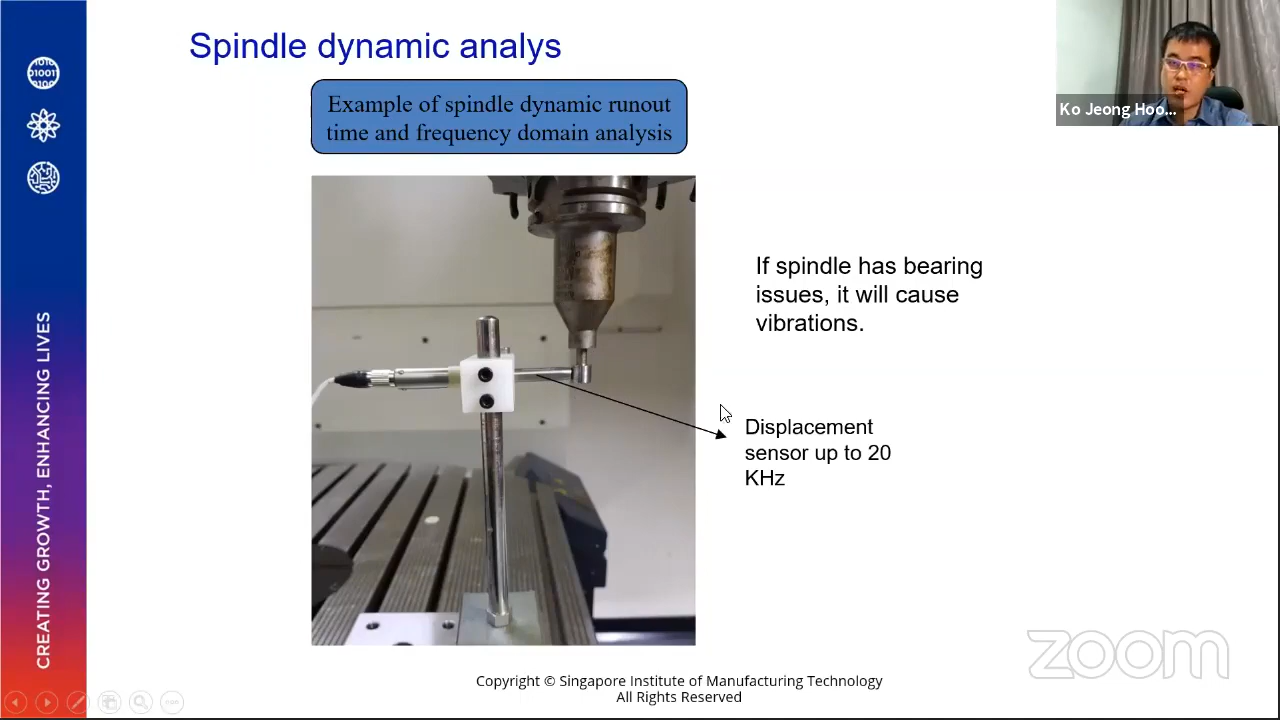 Spindle dynamic analys
Example of spindle dynamic runout
time and frequency domain analysis
Ko Jeong Hoo...
If spindle has bearing
issues, it will cause
vibrations.
Displacement
sensor up to 20
KHz
CREATING GROWTH, ENHANCING LIVES
zoom
Copyright © Singapore Institute of Manufacturing Technology
All Rights Reserved